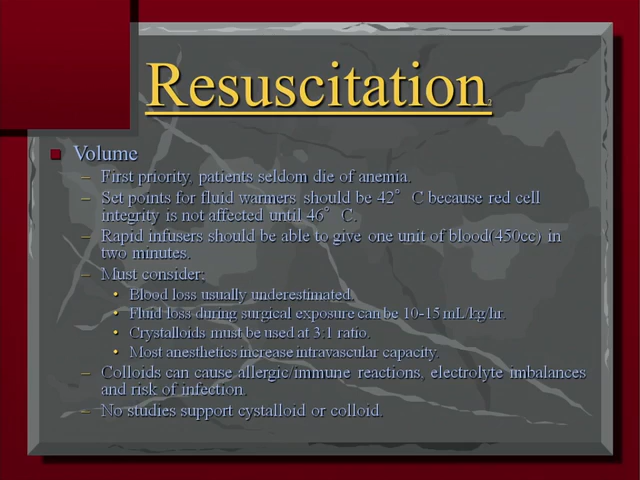 Resuscitation2
Volume
– First priority, patients seldom die of anemia.
– Set points for fluid warmers should be 42° C because red cell
integrity is not affected until 46° C.
– Rapid infusers should be able to give one unit of blood(450cc) in
two minutes.
– Must consider;
• Blood loss usually underestimated.
• Fluid loss during surgical exposure can be 10-15 mL/kg/hr.
• Crystalloids must be used at 3:1 ratio.
• Most anesthetics increase intravascular capacity.
– Colloids can cause allergic/immune reactions, electrolyte imbalances
and risk of infection.
– No studies support cystalloid or colloid.